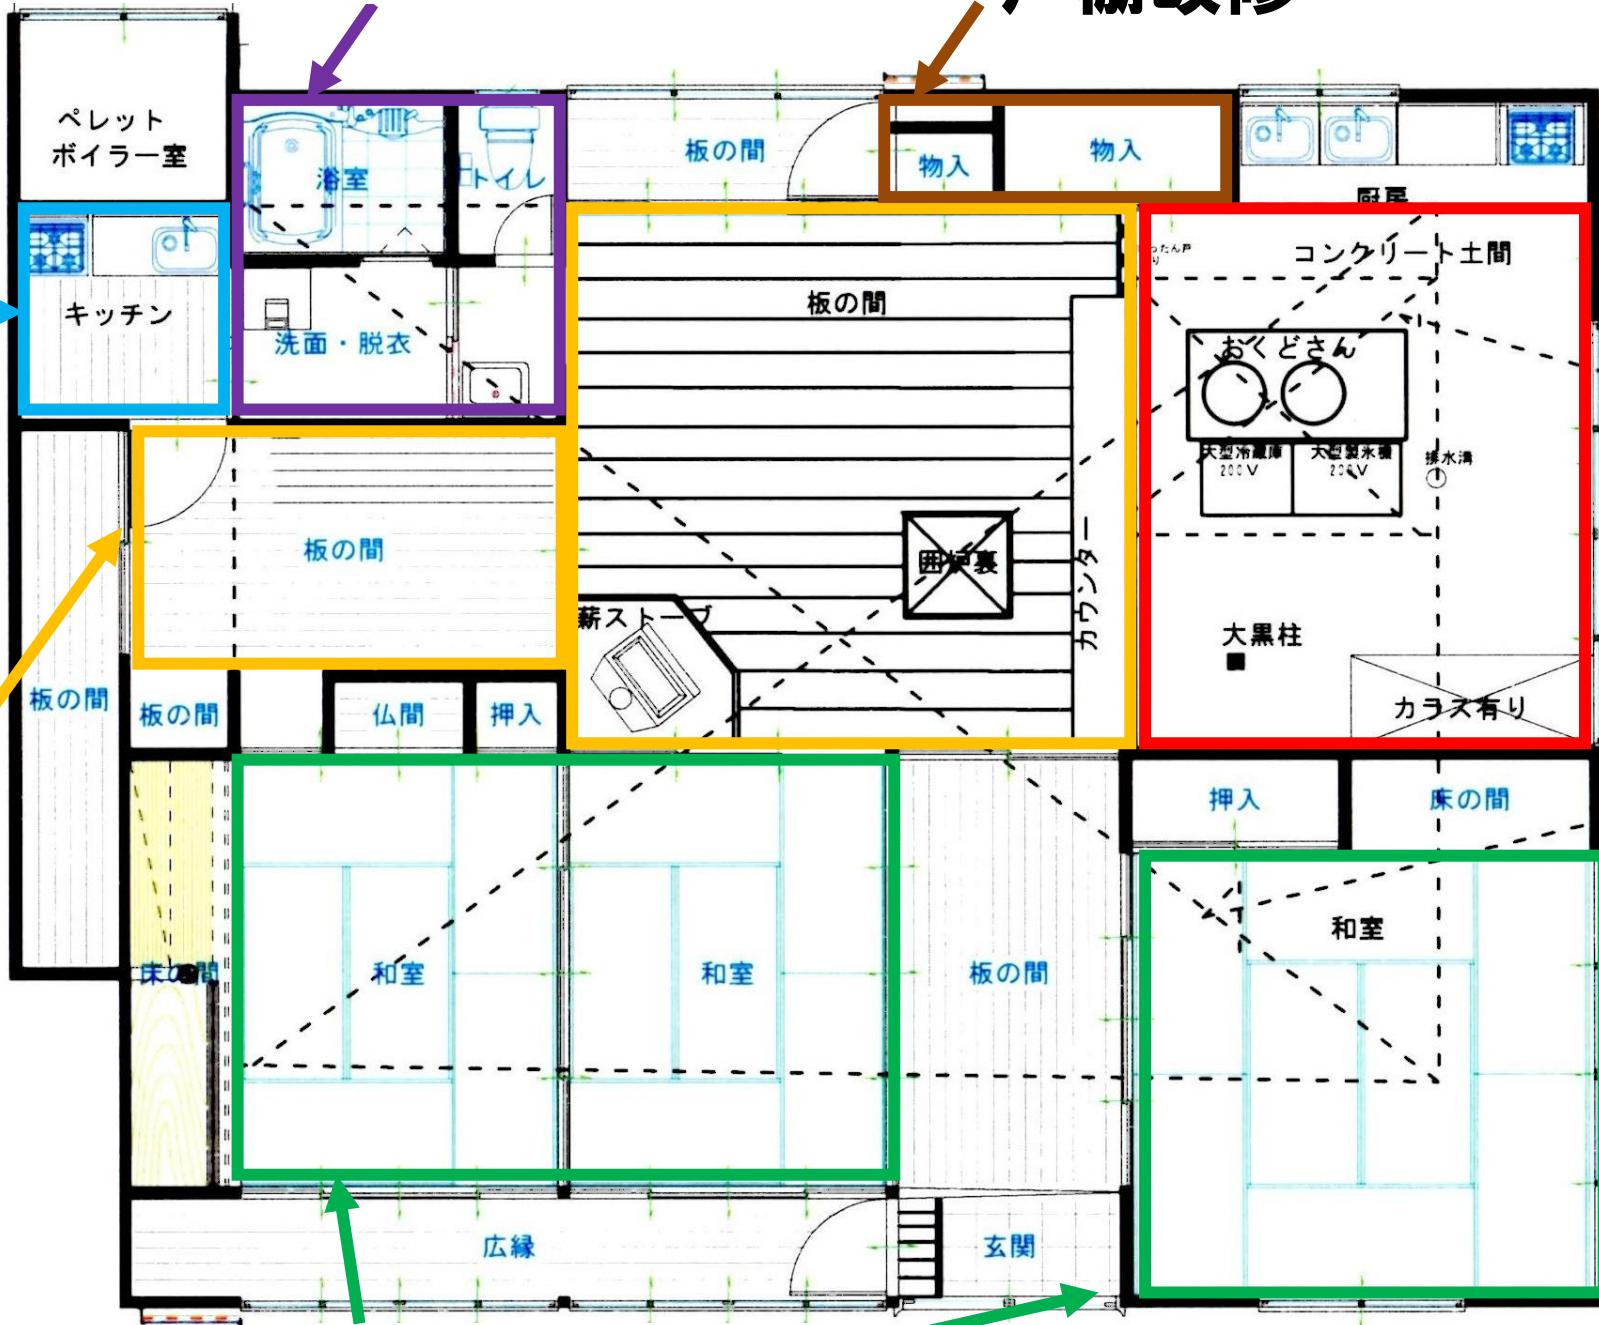 戸棚改修
ペレット
ボイラー室
浴室
トイレ
板の間
物入
物入
厨房
キッチン
洗面・脱衣
板の間
コンクリート土間
おくどさん
大型冷蔵庫
200V
大型製氷機
200V
排水溝
板の間
囲炉裏
カウンター
薪ストーブ
大黒柱
カラス有り
板の間
板の間
仏間
押入
押入
床の間
床の間
和室
和室
板の間
和室
広縁
玄関